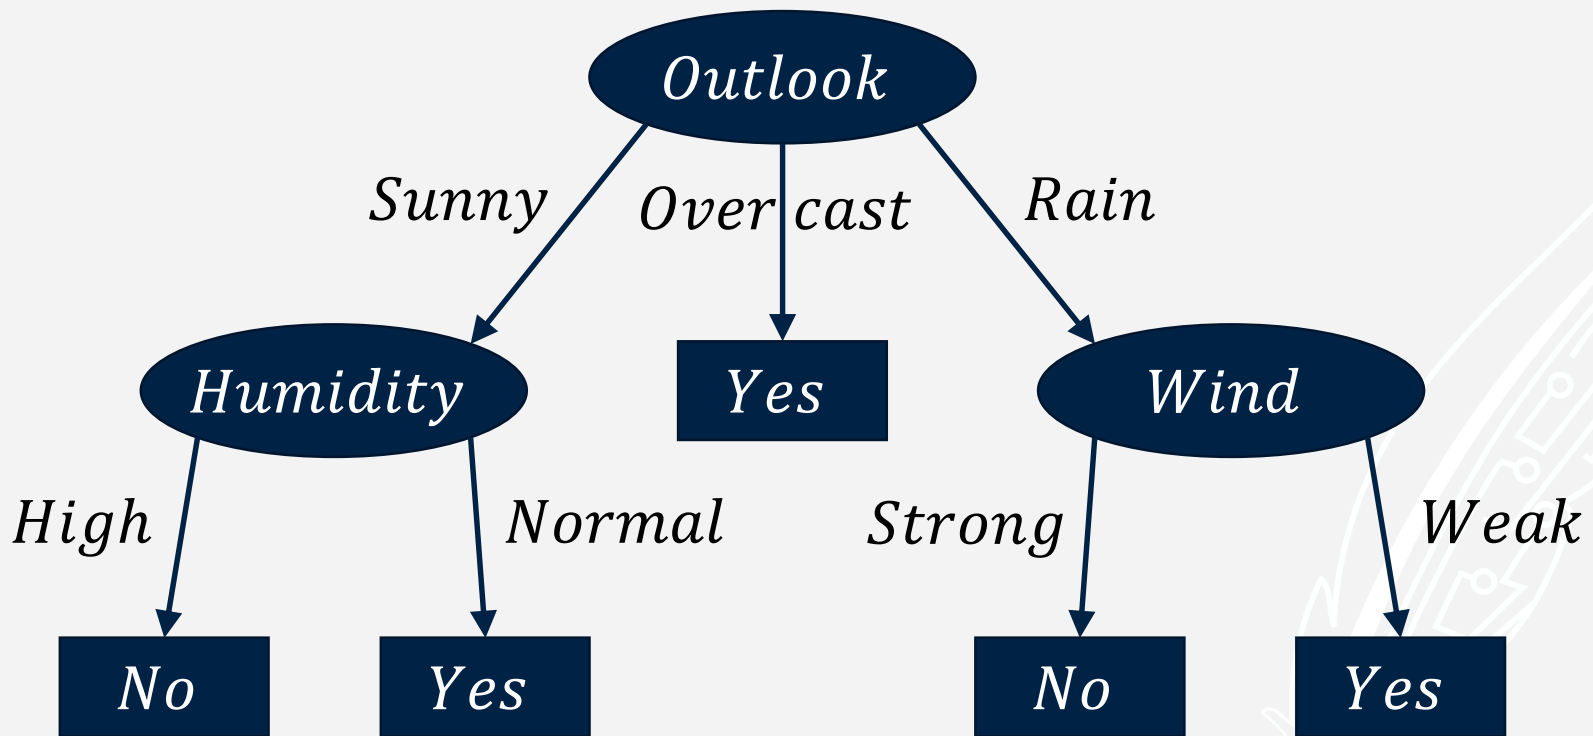 Outlook
Sunny
Over cast
Rain
Humidity
Yes
Wind
High
Normal
Strong
Weak
No
Yes
No
Yes